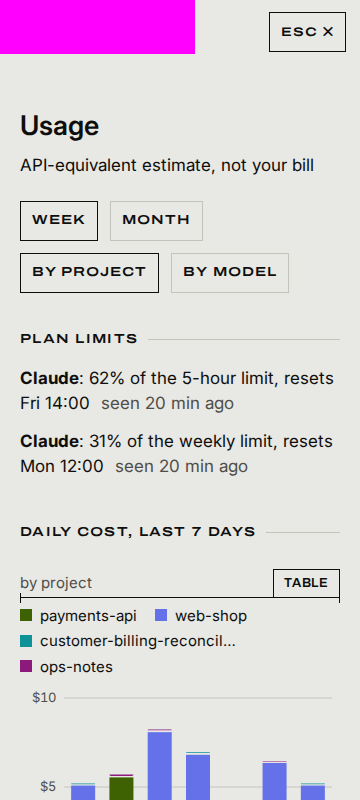 ESC ✕
Usage
API-equivalent estimate, not your bill
WEEK MONTH
BY PROJECT BY MODEL
PLAN LIMITS
Claude: 62% of the 5-hour limit, resets
Fri 14:00 seen 20 min ago
Claude: 31% of the weekly limit, resets
Mon 12:00 seen 20 min ago
DAILY COST, LAST 7 DAYS
by project TABLE
payments-api web-shop
customer-billing-reconcil...
ops-notes
$10
$5